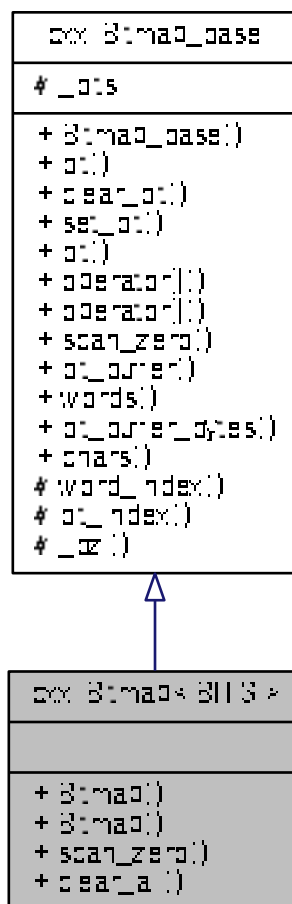 cxx::Bitmap_base
# _bits
+ Bitmap_base()
+ bit()
+ clear_bit()
+ set_bit()
+ bit()
+ operator[]()
+ operator[]()
+ scan_zero()
+ bit_buffer()
+ words()
+ bit_buffer_bytes()
+ chars()
# word_index()
# bit_index()
# _bzl()
cxx::Bitmap< BITS >
+ Bitmap()
+ Bitmap()
+ scan_zero()
+ clear_all()